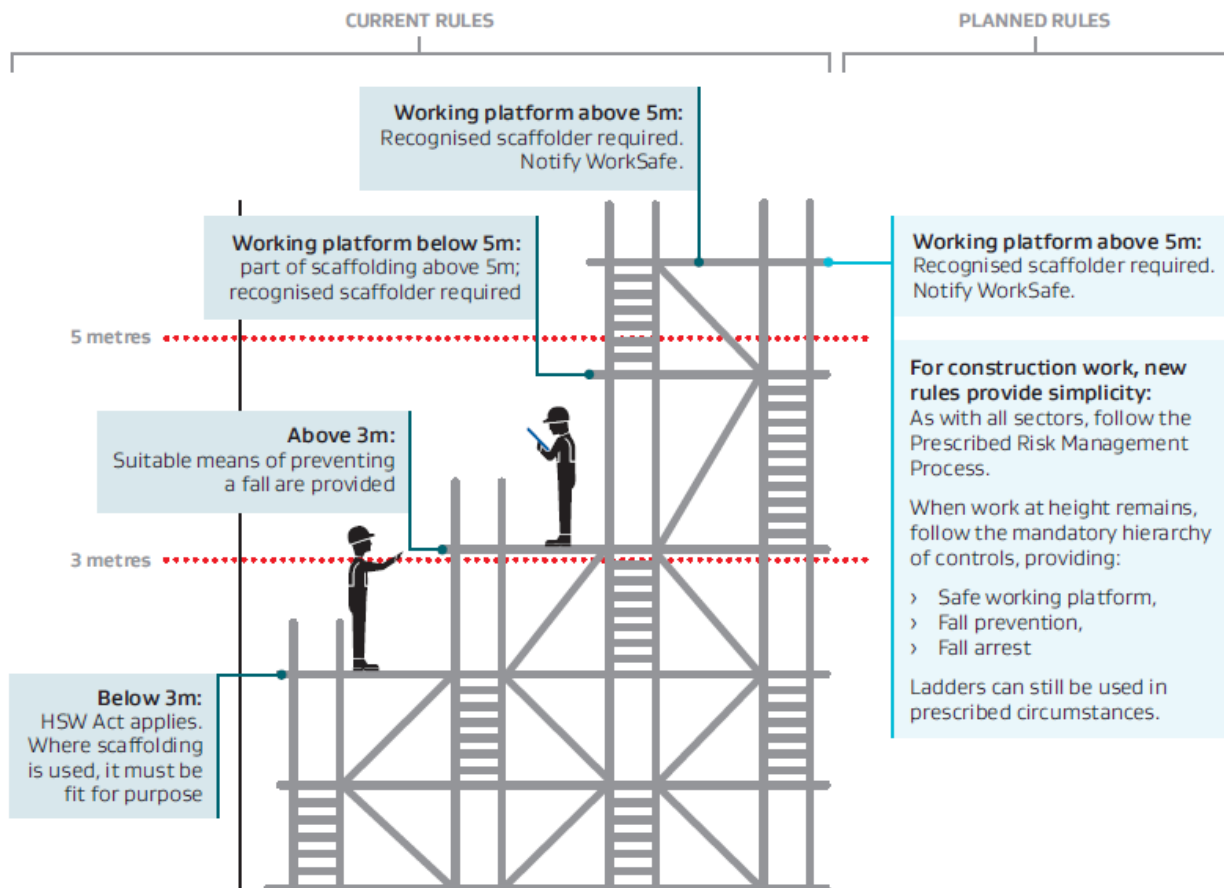 CURRENT RULES
PLANNED RULES
Working platform above 5m:
Recognised scaffolder required.
Notify WorkSafe.
Working platform below 5m:
part of scaffolding above 5m;
recognised scaffolder required
5 metres
Above 3m:
Suitable means of preventing
a fall are provided
3 metres
Below 3m:
HSW Act applies.
Where scaffolding
is used, it must be
fit for purpose
Working platform above 5m:
Recognised scaffolder required.
Notify WorkSafe.
For construction work, new
rules provide simplicity:
As with all sectors, follow the
Prescribed Risk Management
Process.
When work at height remains,
follow the mandatory hierarchy
of controls, providing:
› Safe working platform,
› Fall prevention,
› Fall arrest
Ladders can still be used in
prescribed circumstances.